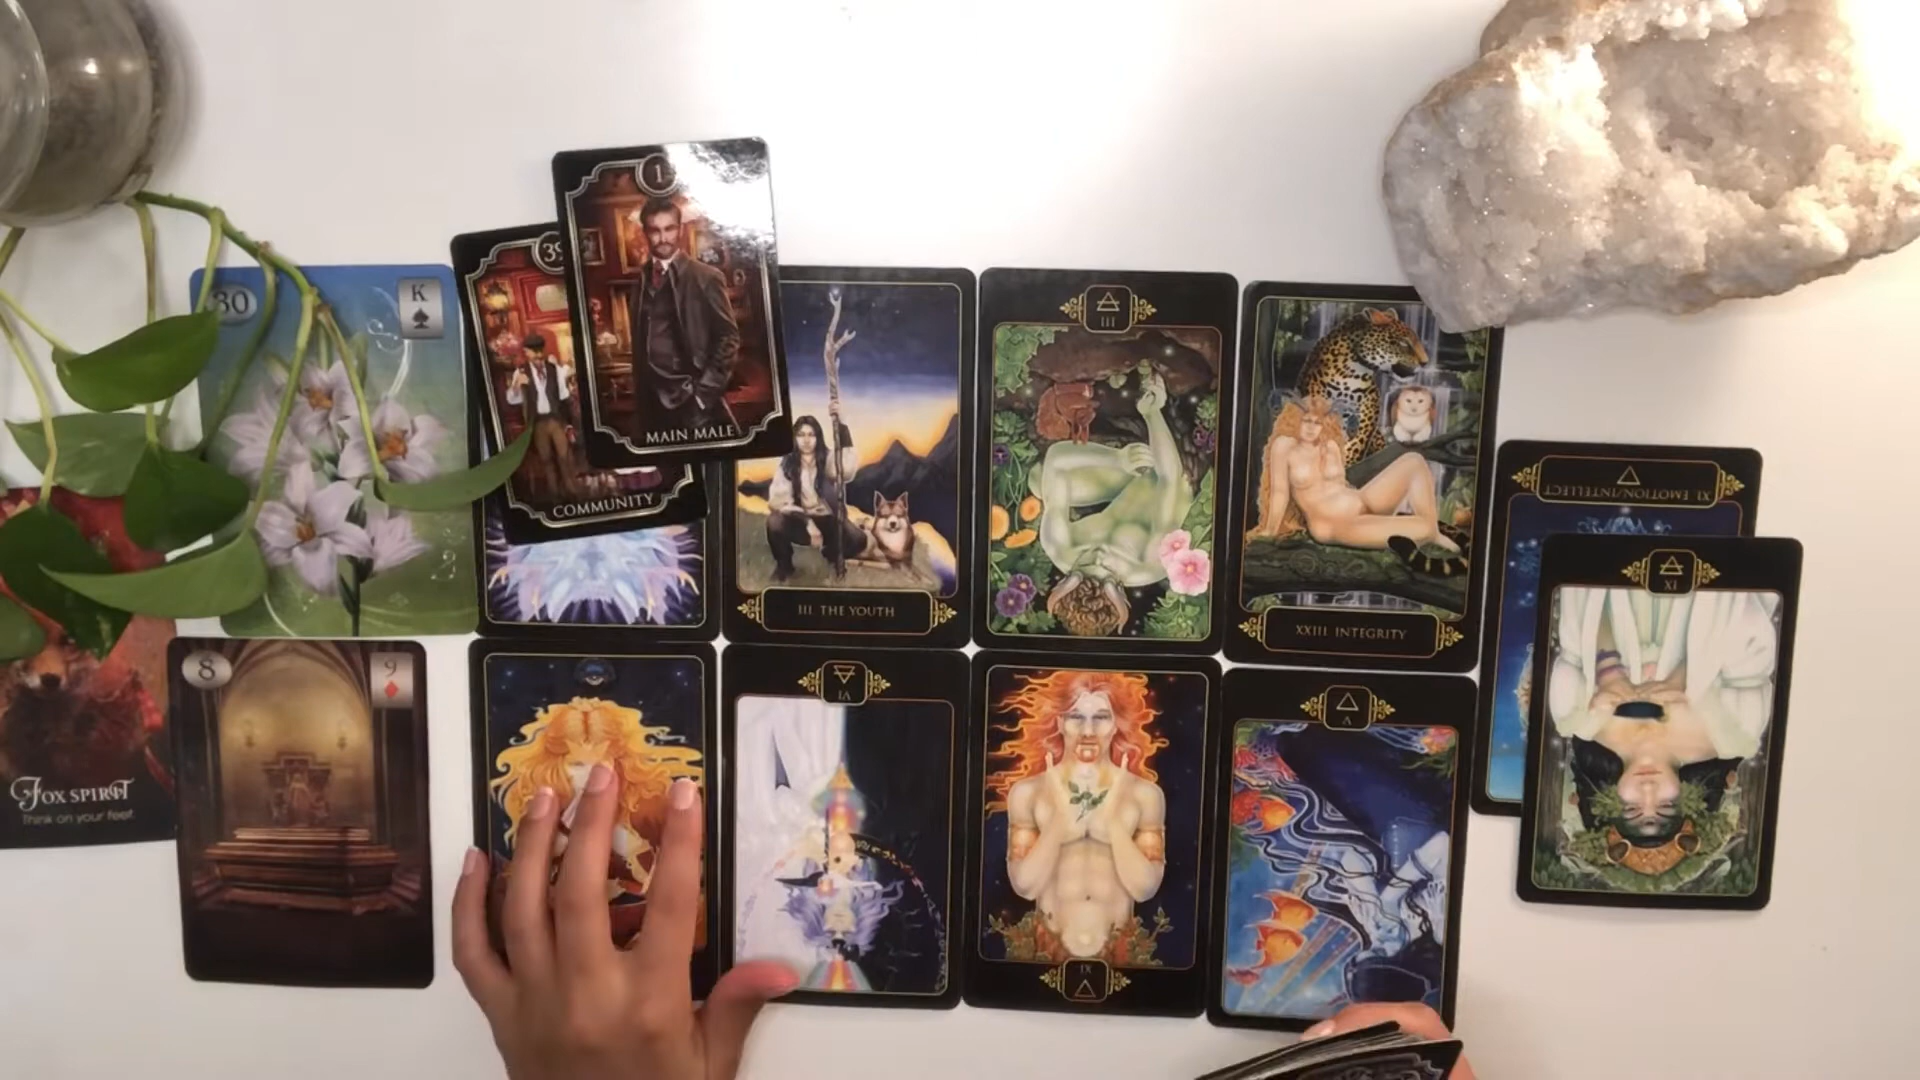 1
MAIN MALE
39
COMMUNITY
30
K
III
III THE YOUTH
XXIII INTEGRITY
XI EMOTION/INTELLECT
XI
8
9
VI
V
IX
FOX SPIRIT
Think on your feet.